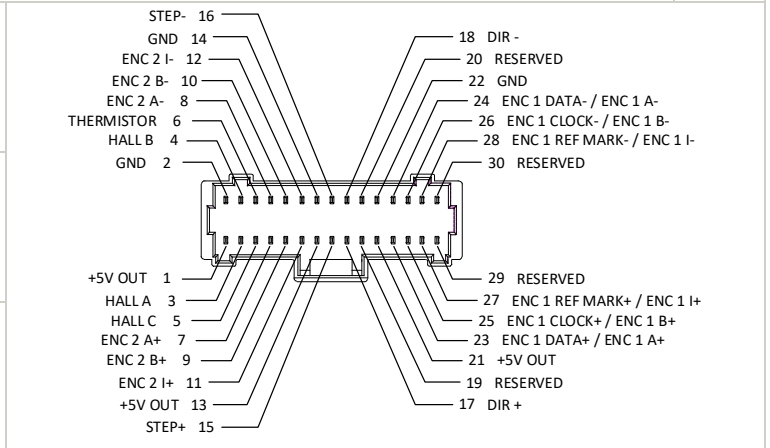 STEP- 16
GND 14
ENC 2 I- 12
ENC 2 B- 10
ENC 2 A- 8
THERMISTOR 6
HALL B 4
GND 2
18 DIR -
20 RESERVED
22 GND
24 ENC 1 DATA- / ENC 1 A-
26 ENC 1 CLOCK- / ENC 1 B-
28 ENC 1 REF MARK- / ENC 1 I-
30 RESERVED
+5V OUT 1
HALL A 3
HALL C 5
ENC 2 A+ 7
ENC 2 B+ 9
ENC 2 I+ 11
+5V OUT 13
STEP+ 15
29 RESERVED
27 ENC 1 REF MARK+ / ENC 1 I+
25 ENC 1 CLOCK+ / ENC 1 B+
23 ENC 1 DATA+ / ENC 1 A+
21 +5V OUT
19 RESERVED
17 DIR +